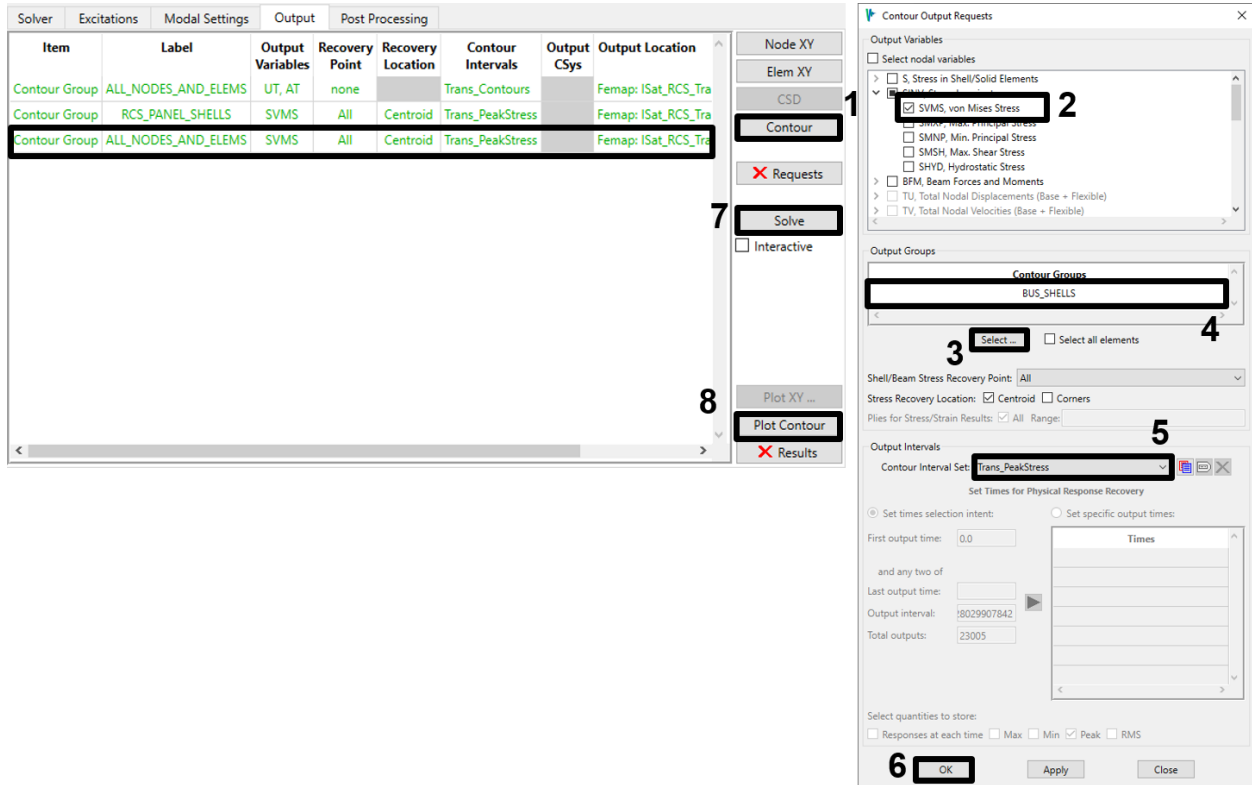 Solver Excitations Modal Settings Output Post Processing
Item Label Output Variables Recovery Point Recovery Location Contour Intervals Output CSys Output Location
Contour Group ALL_NODES_AND_ELEMS UT, AT none Trans_Contours Femap: ISat_RCS_Tra
Contour Group RCS_PANEL_SHELLS SVMS All Centroid Trans_PeakStress Femap: ISat_RCS_Tra
Contour Group ALL_NODES_AND_ELEMS SVMS All Centroid Trans_PeakStress Femap: ISat_RCS_Tra
Node XY
Elem XY
CSD
1
Contour
Requests
7
Solve
Interactive
Plot XY ...
8
Plot Contour
Results
Contour Output Requests
Output Variables
Select nodal variables
S, Stress in Shell/Solid Elements
SVMS, von Mises Stress
2
SMXP, Max. Principal Stress
SMNP, Min. Principal Stress
SMSH, Max. Shear Stress
SHYD, Hydrostatic Stress
BFM, Beam Forces and Moments
TU, Total Nodal Displacements (Base + Flexible)
TV, Total Nodal Velocities (Base + Flexible)
Output Groups
Contour Groups
BUS_SHELLS
4
3
Select ... Select all elements
Shell/Beam Stress Recovery Point: All
Stress Recovery Location: Centroid Corners
Plies for Stress/Strain Results: All Range:
5
Output Intervals
Contour Interval Set: Trans_PeakStress
Set Times for Physical Response Recovery
Set times selection intent: Set specific output times:
First output time: 0.0
Times
and any two of
Last output time:
Output interval: 28029907842
Total outputs: 23005
Select quantities to store:
Responses at each time Max Min Peak RMS
6
OK Apply Close